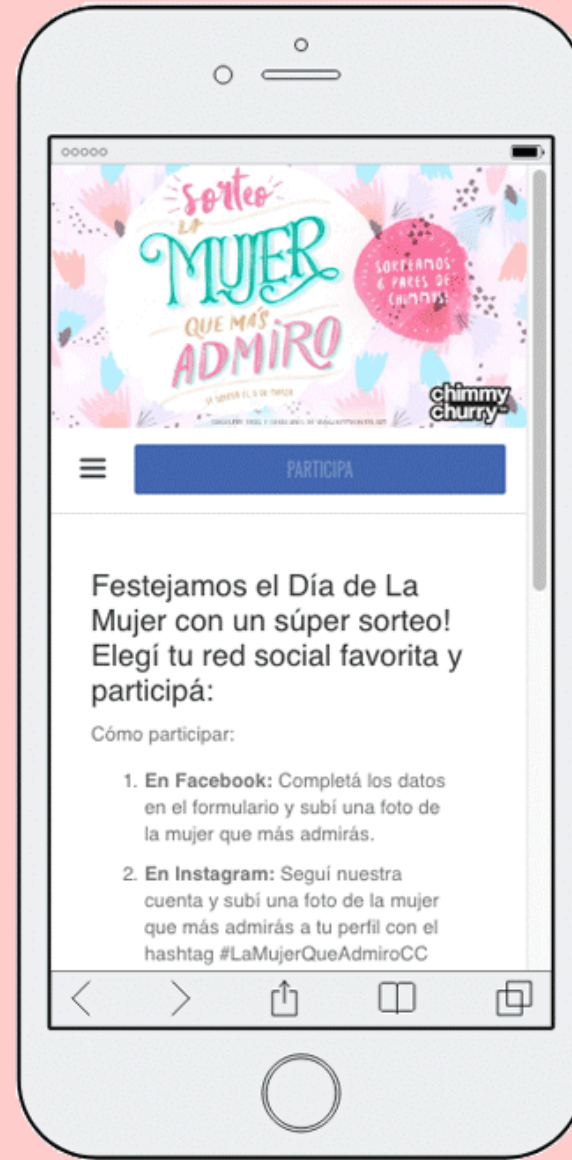 Sorteo
LA
MUJER
QUE MÁS
ADMIRO
SORTEAMOS
6 PARES DE
CHIMMYS!
chimmy
churry
PARTICIPA
Festejamos el Día de La
Mujer con un súper sorteo!
Elegí tu red social favorita y
participá:
Cómo participar:
1. En Facebook: Completá los datos
en el formulario y subí una foto de
la mujer que más admirás.
2. En Instagram: Seguí nuestra
cuenta y subí una foto de la mujer
que más admirás a tu perfil con el
hashtag #LaMujerQueAdmiroCC